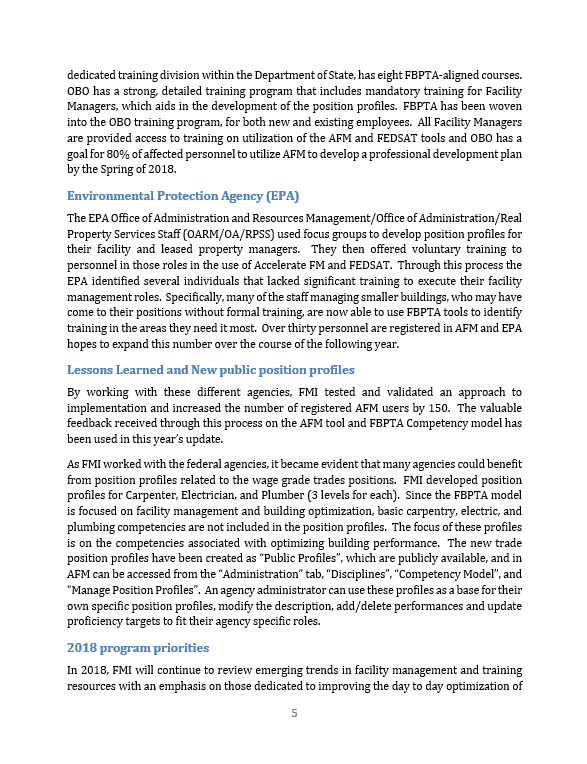 dedicated training division within the Department of State, has eight FBPTA-aligned courses.
OBO has a strong, detailed training program that includes mandatory training for Facility
Managers, which aids in the development of the position profiles.  FBPTA has been woven
into the OBO training program, for both new and existing employees.  All Facility Managers
are provided access to training on utilization of the AFM and FEDSAT tools and OBO has a
goal for 80% of affected personnel to utilize AFM to develop a professional development plan
by the Spring of 2018.
Environmental Protection Agency (EPA)
The EPA Office of Administration and Resources Management/Office of Administration/Real
Property Services Staff (OARM/OA/RPSS) used focus groups to develop position profiles for
their facility and leased property managers.  They then offered voluntary training to
personnel in those roles in the use of Accelerate FM and FEDSAT.  Through this process the
EPA identified several individuals that lacked significant training to execute their facility
management roles.  Specifically, many of the staff managing smaller buildings, who may have
come to their positions without formal training, are now able to use FBPTA tools to identify
training in the areas they need it most.  Over thirty personnel are registered in AFM and EPA
hopes to expand this number over the course of the following year.
Lessons Learned and New public position profiles
By working with these different agencies, FMI tested and validated an approach to
implementation and increased the number of registered AFM users by 150.  The valuable
feedback received through this process on the AFM tool and FBPTA Competency model has
been used in this year's update.
As FMI worked with the federal agencies, it became evident that many agencies could benefit
from position profiles related to the wage grade trades positions.  FMI developed position
profiles for Carpenter, Electrician, and Plumber (3 levels for each).  Since the FBPTA model
is focused on facility management and building optimization, basic carpentry, electric, and
plumbing competencies are not included in the position profiles.  The focus of these profiles
is on the competencies associated with optimizing building performance.  The new trade
position profiles have been created as "Public Profiles", which are publicly available, and in
AFM can be accessed from the "Administration" tab, "Disciplines", "Competency Model", and
"Manage Position Profiles".  An agency administrator can use these profiles as a base for their
own specific position profiles, modify the description, add/delete performances and update
proficiency targets to fit their agency specific roles.
2018 program priorities
In 2018, FMI will continue to review emerging trends in facility management and training
resources with an emphasis on those dedicated to improving the day to day optimization of
5